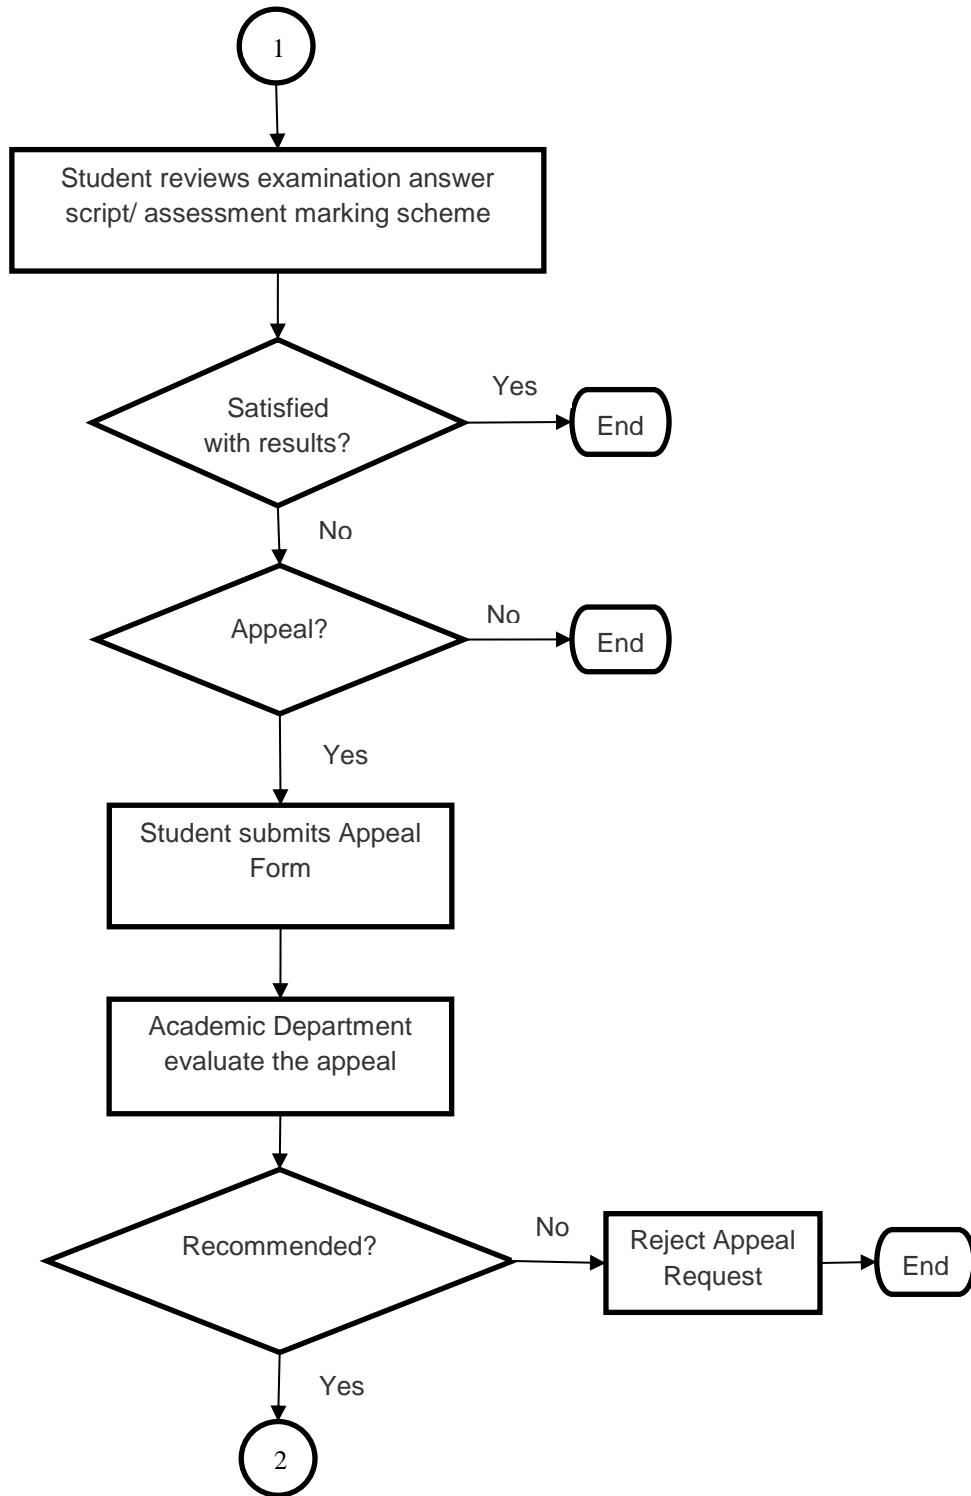 1
Student reviews examination answer
script/ assessment marking scheme
Satisfied
with results?
Yes
End
No
Appeal?
No
End
Yes
Student submits Appeal
Form
Academic Department
evaluate the appeal
Recommended?
No
Reject Appeal
Request
End
Yes
2